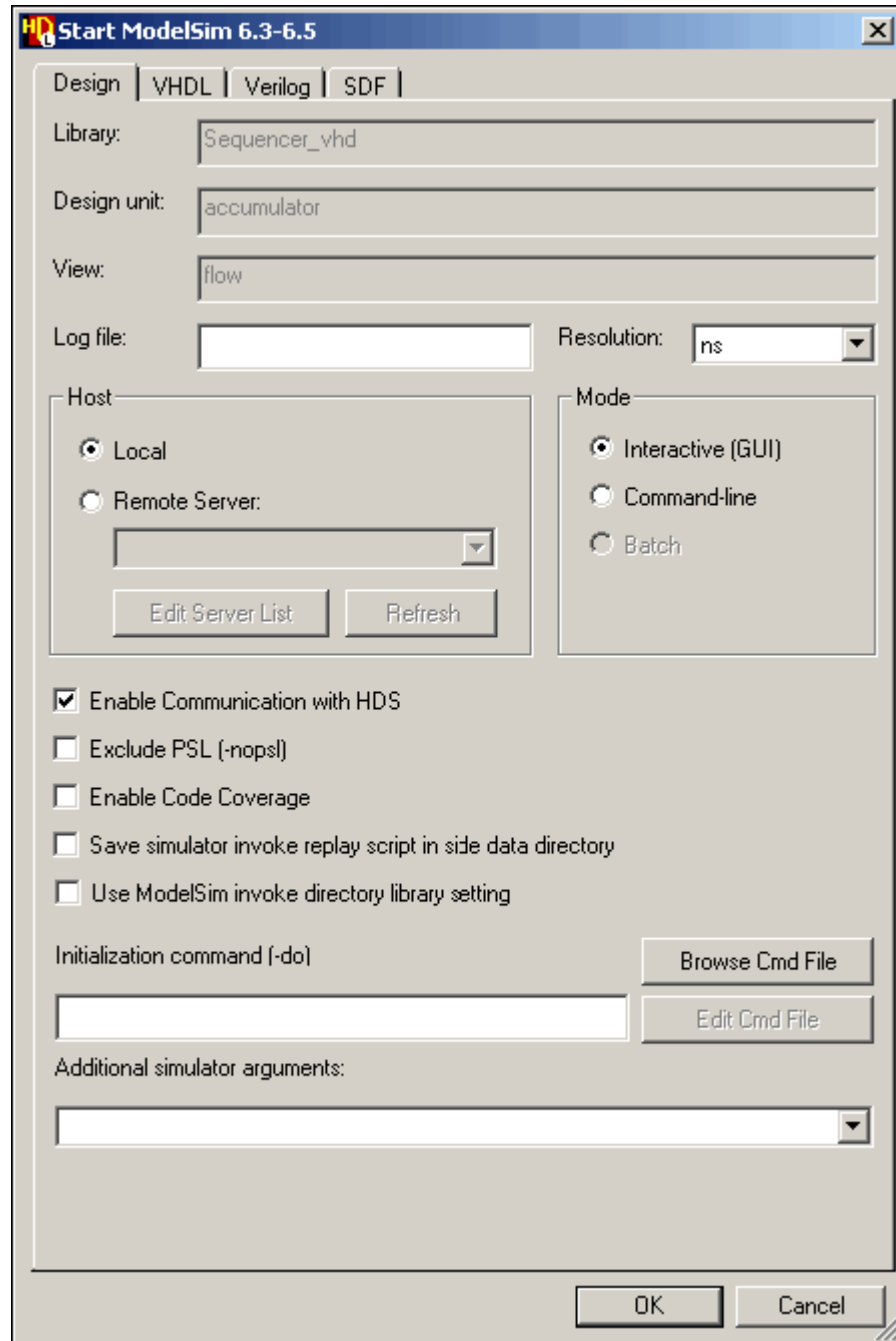 HDL Start ModelSim 6.3-6.5
Design VHDL Verilog SDF
Library: Sequencer_vhd
Design unit: accumulator
View: flow
Log file: Resolution: ns
Host Mode
Local Interactive (GUI)
Remote Server: Command-line
Batch
Edit Server List Refresh
Enable Communication with HDS
Exclude PSL (-nopsl)
Enable Code Coverage
Save simulator invoke replay script in side data directory
Use ModelSim invoke directory library setting
Initialization command (-do) Browse Cmd File
Edit Cmd File
Additional simulator arguments:
OK Cancel